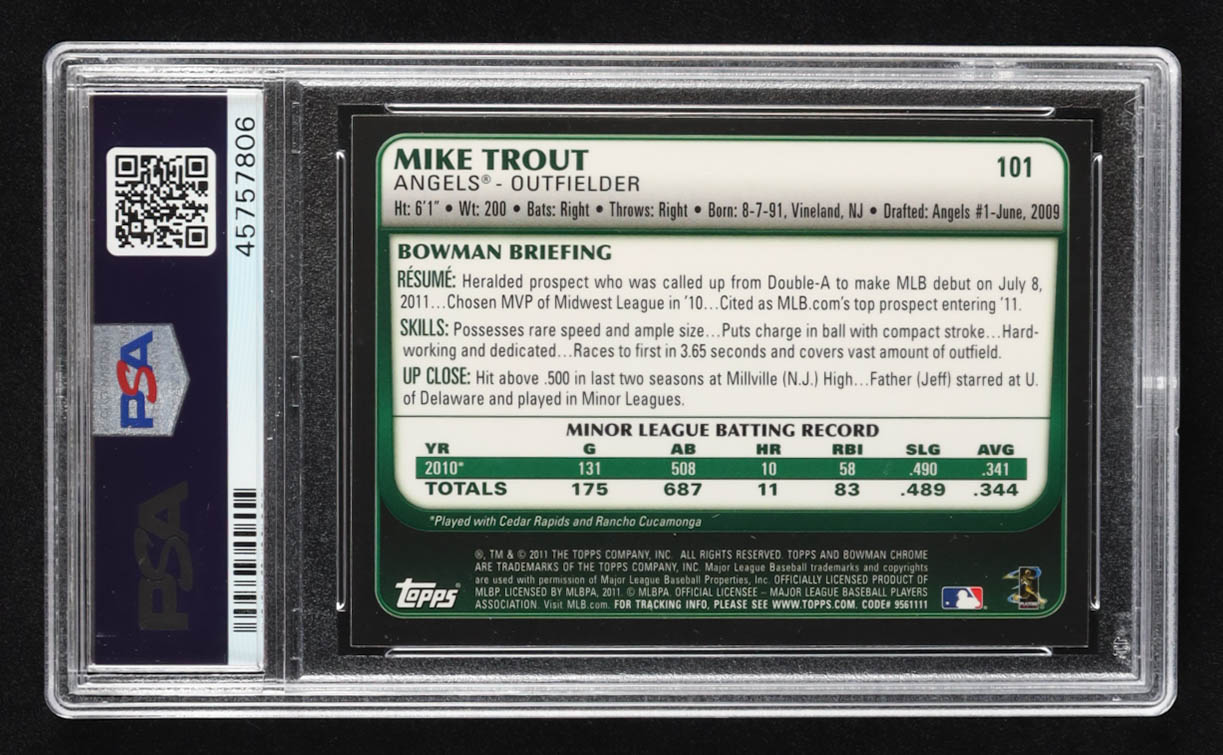 45757806
PSA
PSA
MIKE TROUT
101
ANGELS® - OUTFIELDER
Ht: 6'1" • Wt: 200 • Bats: Right • Throws: Right • Born: 8-7-91, Vineland, NJ • Drafted: Angels #1-June, 2009
BOWMAN BRIEFING
RÉSUMÉ: Heralded prospect who was called up from Double-A to make MLB debut on July 8,
2011...Chosen MVP of Midwest League in '10...Cited as MLB.com's top prospect entering '11.
SKILLS: Possesses rare speed and ample size...Puts charge in ball with compact stroke...Hard-
working and dedicated...Races to first in 3.65 seconds and covers vast amount of outfield.
UP CLOSE: Hit above .500 in last two seasons at Millville (N.J.) High...Father (Jeff) starred at U.
of Delaware and played in Minor Leagues.
MINOR LEAGUE BATTING RECORD
YR G AB HR RBI SLG AVG
2010* 131 508 10 58 .490 .341
TOTALS 175 687 11 83 .489 .344
*Played with Cedar Rapids and Rancho Cucamonga
®, TM & © 2011 THE TOPPS COMPANY, INC. ALL RIGHTS RESERVED. TOPPS AND BOWMAN CHROME
ARE TRADEMARKS OF THE TOPPS COMPANY, INC. Major League Baseball trademarks and copyrights
are used with permission of Major League Baseball Properties, Inc. OFFICIALLY LICENSED PRODUCT OF
MLBP. LICENSED BY MLBPA, 2011 © MLBPA. OFFICIAL LICENSEE – MAJOR LEAGUE BASEBALL PLAYERS
ASSOCIATION. Visit MLB.com. FOR TRACKING INFO, PLEASE SEE WWW.TOPPS.COM. CODE# 9561111
topps®